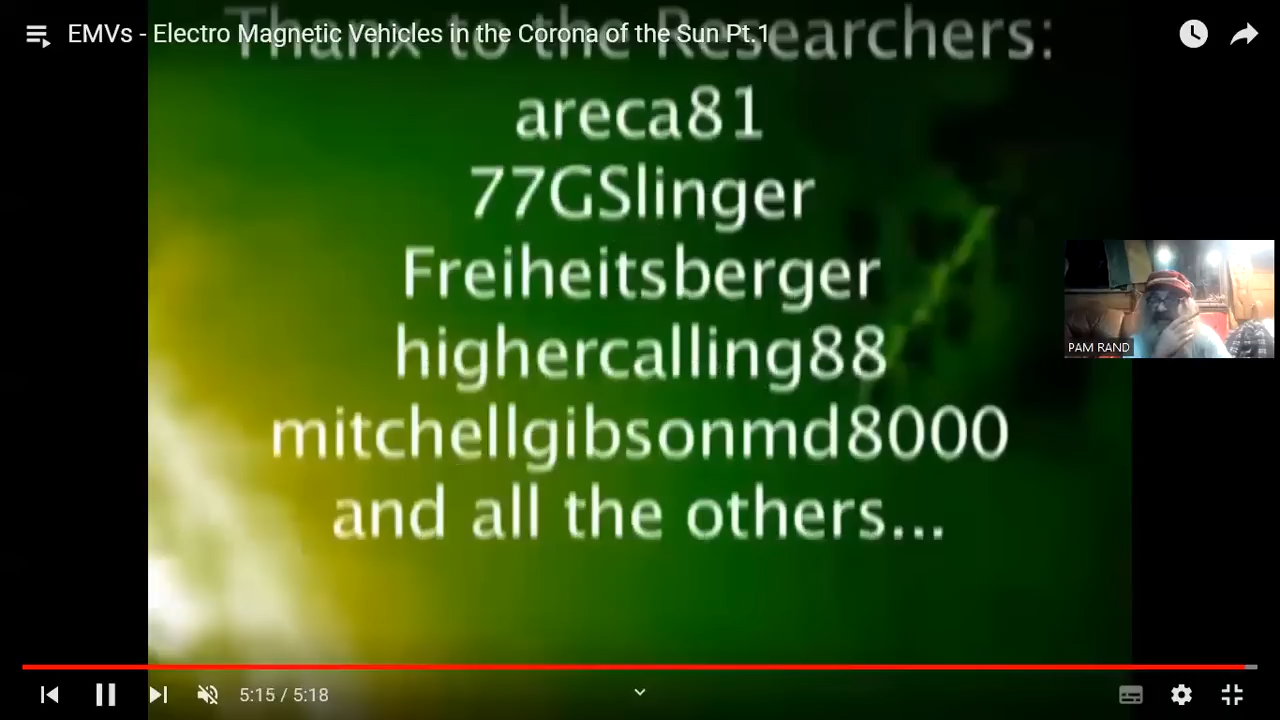 EMVs - Electro Magnetic Vehicles in the Corona of the Sun Pt.1
Thanx to the Researchers:
areca81
77GSlinger
Freiheitsberger
highercalling88
mitchellgibsonmd8000
and all the others...
PAM RAND
5:15 / 5:18